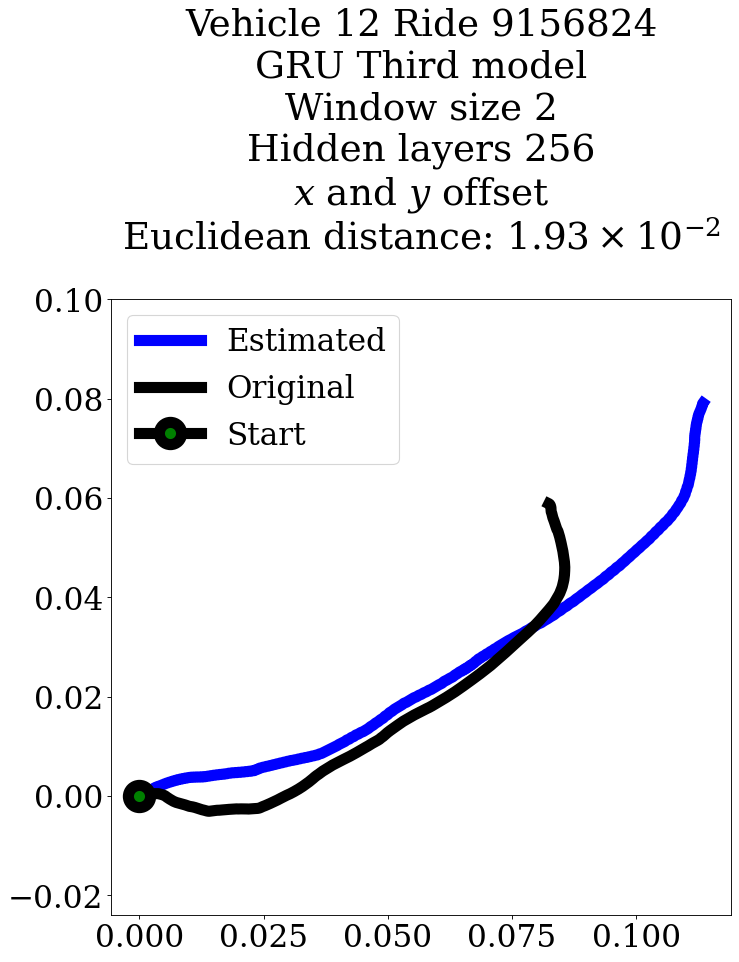 Vehicle 12 Ride 9156824
GRU Third model
Window size 2
Hidden layers 256
x and y offset
Euclidean distance: 1.93 × 10⁻²
0.10
Estimated
Original
Start
0.08
0.06
0.04
0.02
0.00
−0.02
0.000 0.025 0.050 0.075 0.100